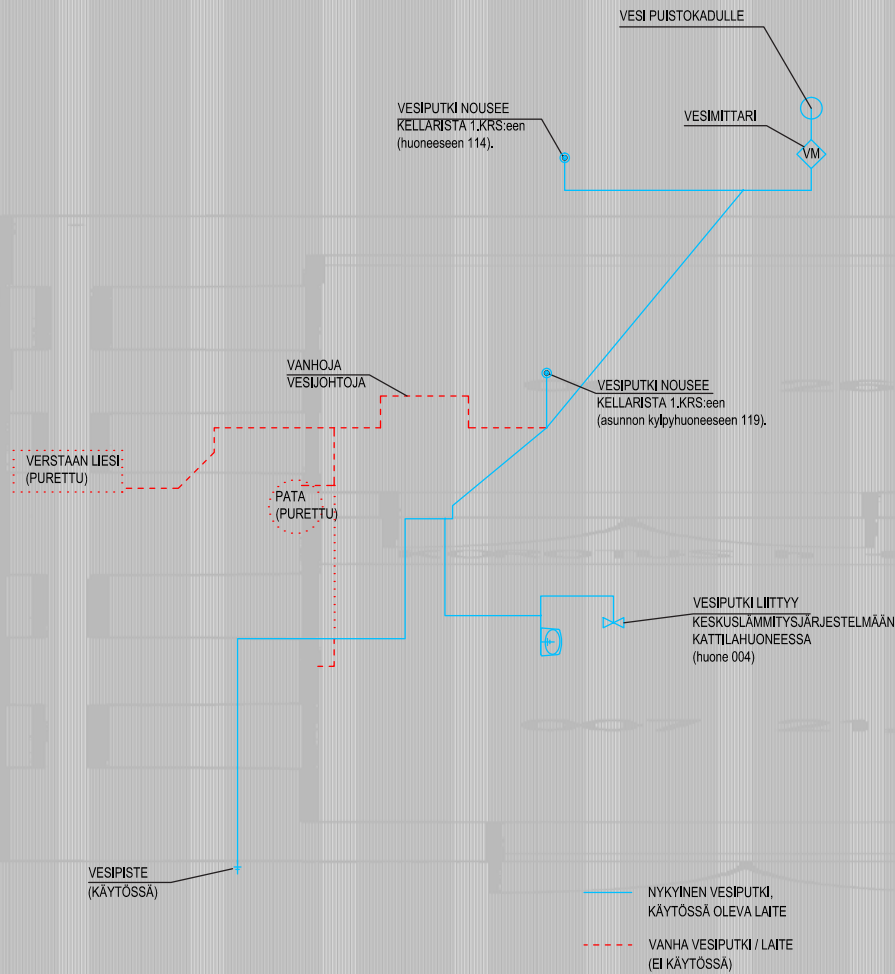 VESI PUISTOKADULLE
VESIPUTKI NOUSEE
KELLARISTA 1.KRS:een
(huoneeseen 114).
VESIMITTARI
VM
VANHOJA
VESIJOHTOJA
VESIPUTKI NOUSEE
KELLARISTA 1.KRS:een
(asunnon kylpyhuoneeseen 119).
VERSTAAN LIESI
(PURETTU)
PATA
(PURETTU)
VESIPUTKI LIITTYY
KESKUSLÄMMITYSJÄRJESTELMÄÄN
KATTILAHUONEESSA
(huone 004)
VESIPISTE
(KÄYTÖSSÄ)
NYKYINEN VESIPUTKI,
KÄYTÖSSÄ OLEVA LAITE
VANHA VESIPUTKI / LAITE
(EI KÄYTÖSSÄ)